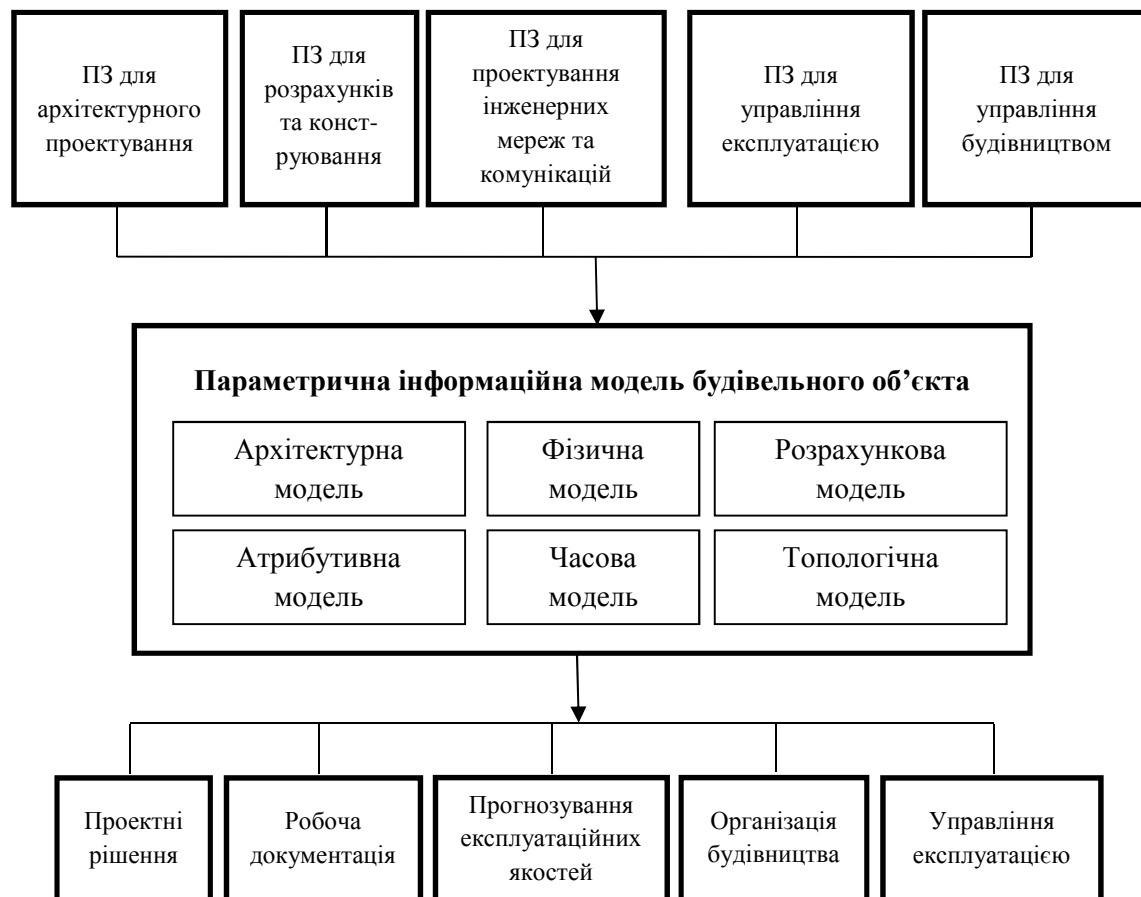 ПЗ для
архітектурного
проектування
ПЗ для
розрахунків
та конст-
руювання
ПЗ для
проектування
інженерних
мереж та
комунікацій
ПЗ для
управління
експлуатацією
ПЗ для
управління
будівництвом
Параметрична інформаційна модель будівельного об’єкта
Архітектурна
модель
Фізична
модель
Розрахункова
модель
Атрибутивна
модель
Часова
модель
Топологічна
модель
Проектні
рішення
Робоча
документація
Прогнозування
експлуатаційних
якостей
Організація
будівництва
Управління
експлуатацією